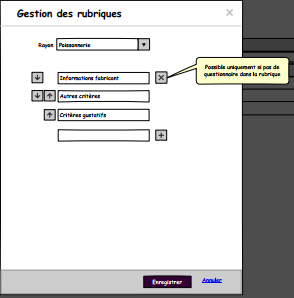 Gestion des rubriques
Rayon Poissonnerie
Informations fabricant
Possible uniquement si pas de
questionnaire dans la rubrique
Autres critères
Critères gustatifs
Enregistrer Annuler